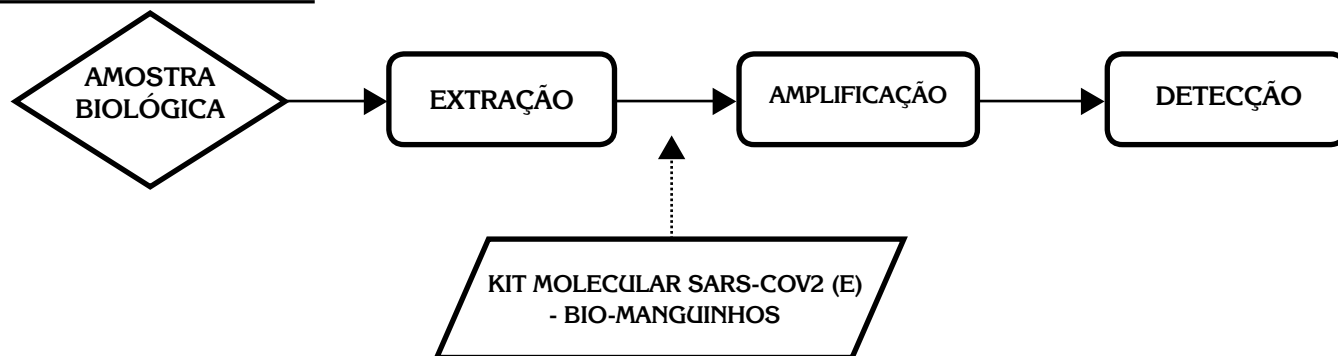 AMOSTRA
BIOLÓGICA
EXTRAÇÃO
AMPLIFICAÇÃO
DETECÇÃO
KIT MOLECULAR SARS-COV2 (E)
- BIO-MANGUINHOS